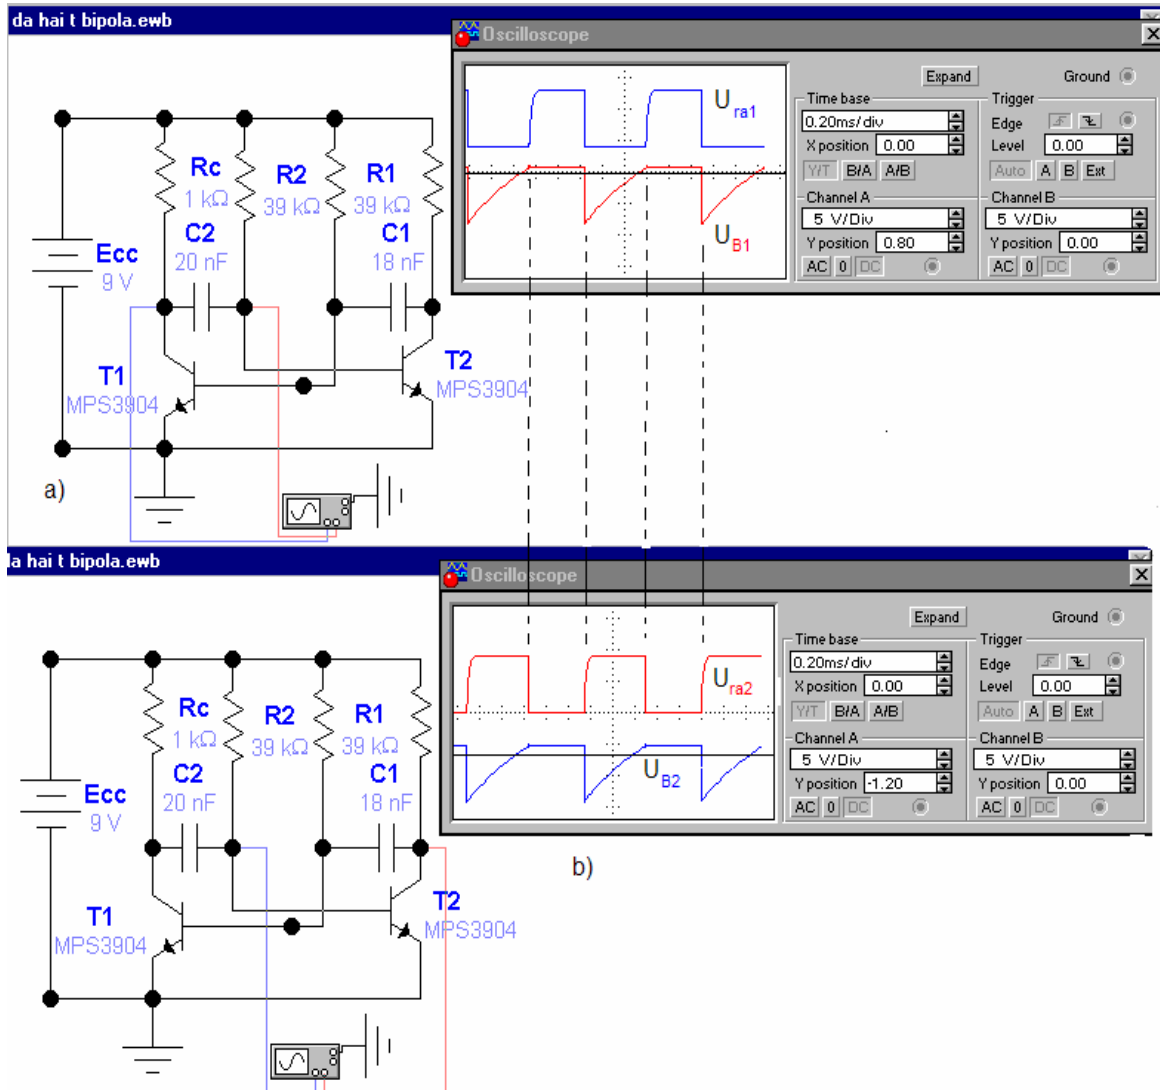 da hai t bipola.ewb
Oscilloscope
Expand
Ground
Time base
Trigger
0.20ms/div
Edge
X position 0.00
Level 0.00
Y/T B/A A/B
Auto A B Ext
Channel A
Channel B
5 V/Div
5 V/Div
Y position 0.80
Y position 0.00
AC 0 DC
AC 0 DC
Ura1
UB1
Rc
1 kΩ
R2
39 kΩ
R1
39 kΩ
C2
20 nF
C1
18 nF
Ecc
9 V
T1
MPS3904
T2
MPS3904
a)
da hai t bipola.ewb
Oscilloscope
Expand
Ground
Time base
Trigger
0.20ms/div
Edge
X position 0.00
Level 0.00
Y/T B/A A/B
Auto A B Ext
Channel A
Channel B
5 V/Div
5 V/Div
Y position -1.20
Y position 0.00
AC 0 DC
AC 0 DC
Ura2
UB2
Rc
1 kΩ
R2
39 kΩ
R1
39 kΩ
C2
20 nF
C1
18 nF
Ecc
9 V
T1
MPS3904
T2
MPS3904
b)